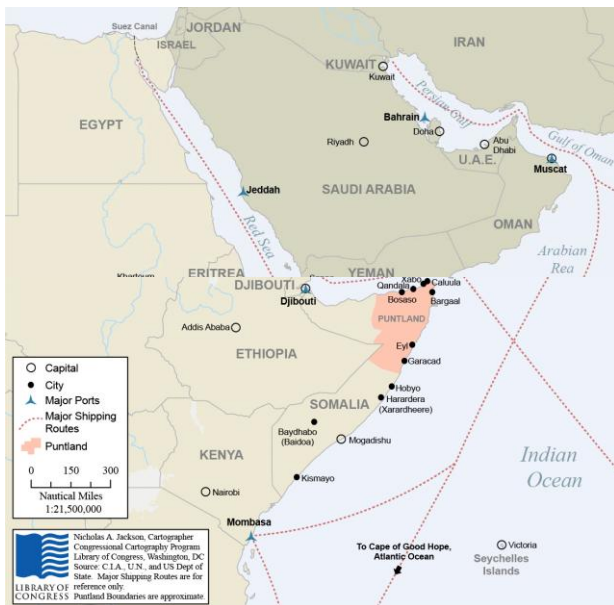 Suez Canal
JORDAN
ISRAEL
IRAN
KUWAIT
Kuwait
Persian Gulf
EGYPT
Bahrain
Doha
Abu
Dhabi
Gulf of Oman
Riyadh
U.A.E.
Muscat
Jeddah
SAUDI ARABIA
Red Sea
OMAN
Arabian
Rea
ERITREA
YEMEN
DJIBOUTI
Djibouti
Xabo
Caluula
Qandala
Bosaso
Bargaal
PUNTLAND
Addis Ababa
ETHIOPIA
Eyl
Garacad
Capital
City
Major Ports
Major Shipping
Routes
Puntland
0 150 300
Nautical Miles
1:21,500,000
Hobyo
Harardera
(Xarardheere)
SOMALIA
Baydhabo
(Baidoa)
Mogadishu
Indian
Ocean
KENYA
Kismayo
Nairobi
Mombasa
To Cape of Good Hope,
Atlantic Ocean
Victoria
Seychelles
Islands
LIBRARY OF
CONGRESS
Nicholas A. Jackson, Cartographer
Congressional Cartography Program
Library of Congress, Washington, DC
Source: C.I.A., U.N., and US Dept of
State. Major Shipping Routes are for
reference only.
Puntland Boundaries are approximate.